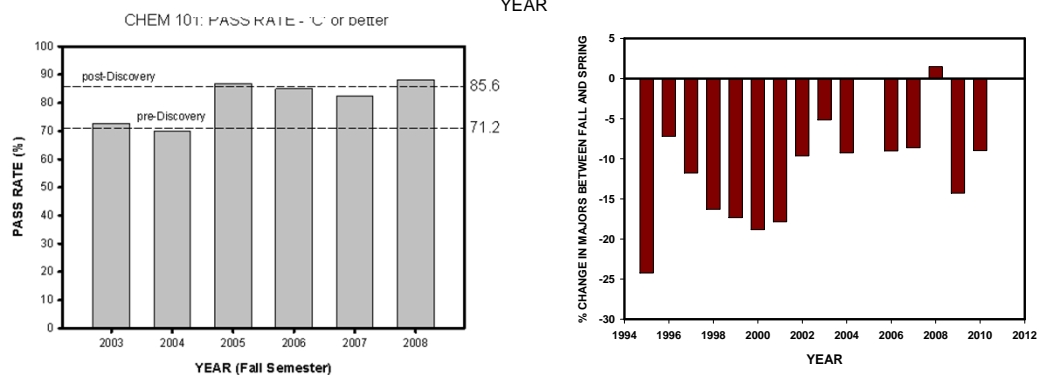 YEAR
CHEM 101: PASS RATE - 'C' or better
100
90
80
70
60
50
40
30
20
10
0
post-Discovery
pre-Discovery
85.6
71.2
PASS RATE (%)
2003 2004 2005 2006 2007 2008
YEAR (Fall Semester)
5
0
-5
-10
-15
-20
-25
-30
% CHANGE IN MAJORS BETWEEN FALL AND SPRING
1994 1996 1998 2000 2002 2004 2006 2008 2010 2012
YEAR